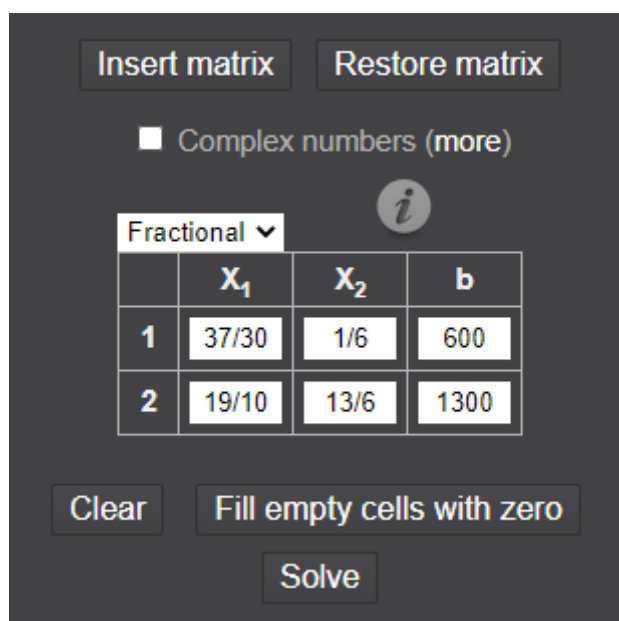 Insert matrix Restore matrix
Complex numbers (more)
i
Fractional
X₁ X₂ b
1 37/30 1/6 600
2 19/10 13/6 1300
Clear Fill empty cells with zero
Solve